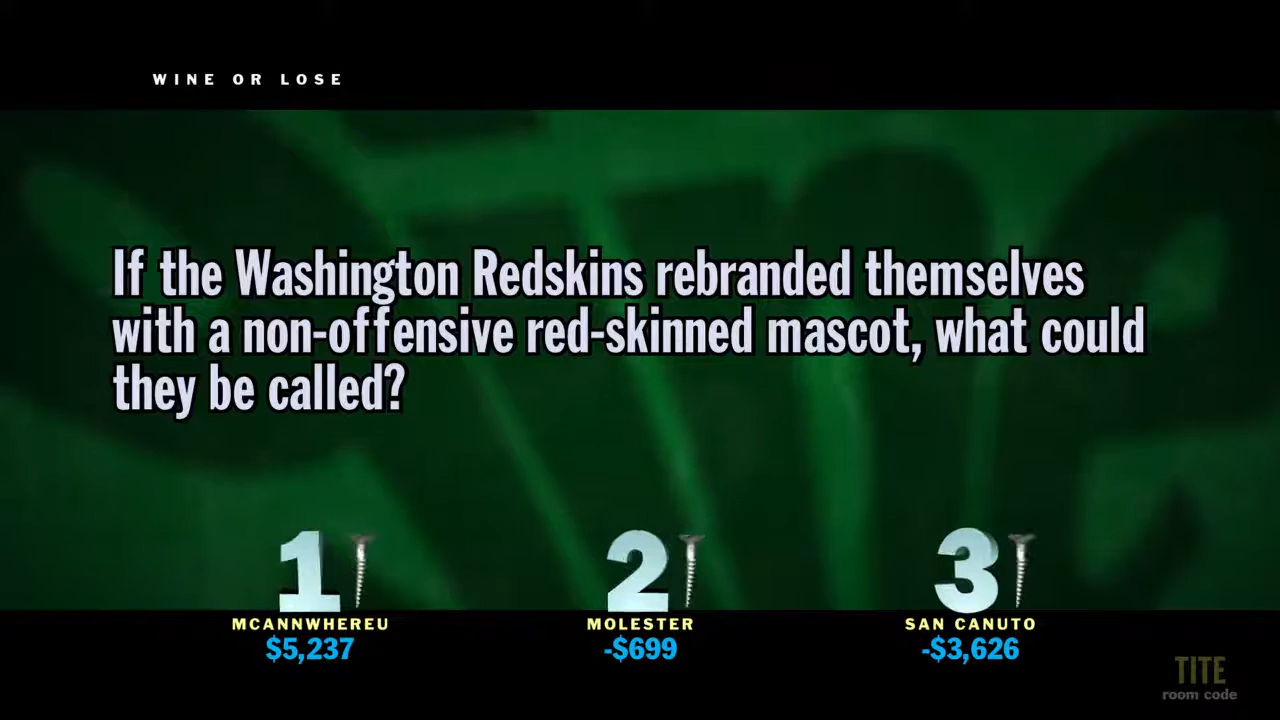 WINE OR LOSE
If the Washington Redskins rebranded themselves
with a non-offensive red-skinned mascot, what could
they be called?
1 2 3
MCANNWHEREU MOLESTER SAN CANUTO
$5,237 -$699 -$3,626
TITE
room code